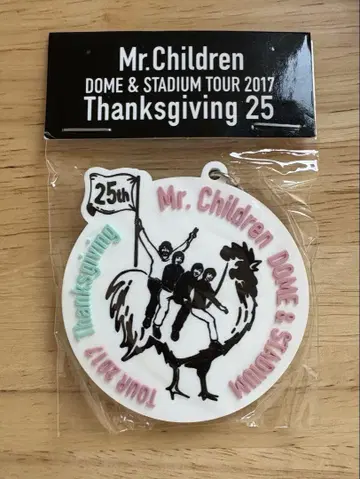 Mr.Children
DOME & STADIUM TOUR 2017
Thanksgiving 25
25th
Mr. Children DOME & STADIUM
TOUR 2017 Thanksgiving